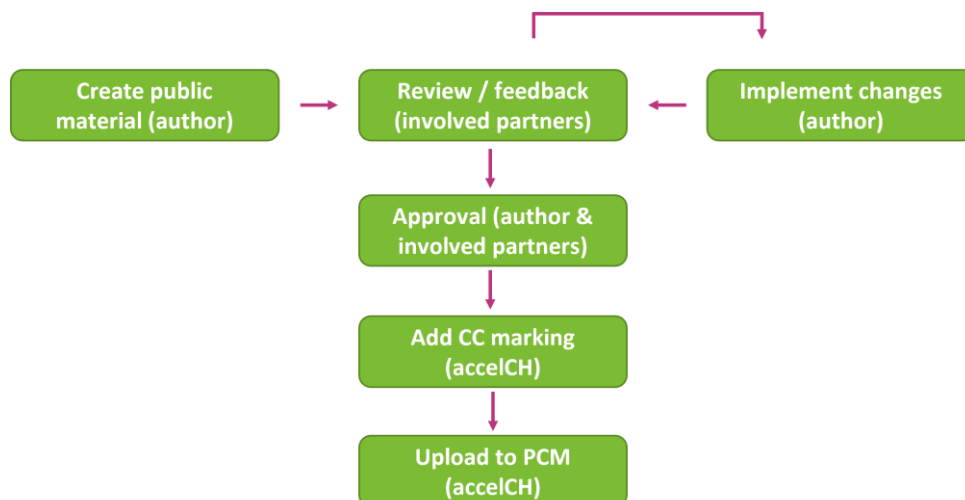 Create public
material (author)
Review / feedback
(involved partners)
Implement changes
(author)
Approval (author &
involved partners)
Add CC marking
(accelCH)
Upload to PCM
(accelCH)